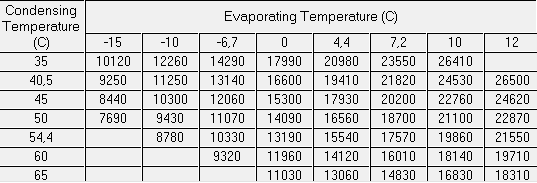 Condensing Temperature (C) Evaporating Temperature (C)
-15 -10 -6,7 0 4,4 7,2 10 12
35 10120 12260 14290 17990 20980 23550 26410
40,5 9250 11250 13140 16600 19410 21820 24530 26500
45 8440 10300 12060 15300 17930 20200 22760 24620
50 7690 9430 11070 14090 16560 18700 21100 22870
54,4 8780 10330 13190 15540 17570 19860 21550
60 9320 11960 14120 16010 18140 19710
65 11030 13060 14830 16830 18310